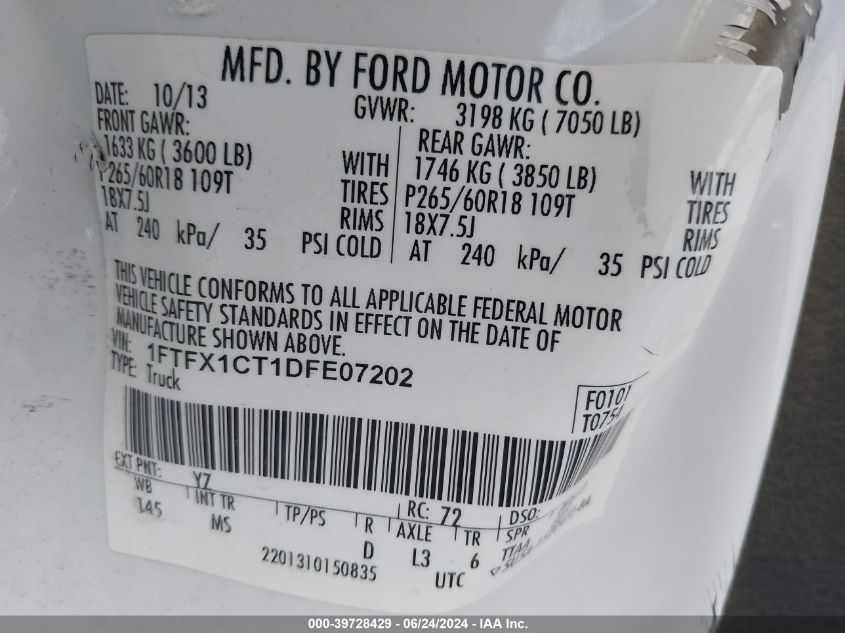 MFD. BY FORD MOTOR CO.
DATE: 10/13 GVWR: 3198 KG ( 7050 LB)
FRONT GAWR: REAR GAWR:
1633 KG ( 3600 LB) WITH 1746 KG ( 3850 LB) WITH
P265/60R18 109T TIRES P265/60R18 109T TIRES
18X7.5J RIMS 18X7.5J RIMS
AT 240 kPa/ 35 PSI COLD AT 240 kPa/ 35 PSI COLD
THIS VEHICLE CONFORMS TO ALL APPLICABLE FEDERAL MOTOR
VEHICLE SAFETY STANDARDS IN EFFECT ON THE DATE OF
MANUFACTURE SHOWN ABOVE.
VIN: 1FTFX1CT1DFE07202
TYPE: Truck
F0101
T0754
EXT PNT: YZ RC: 72 DSO:
WB INT TR TP/PS R AXLE TR SPR
145 MS D L3 6 TTAA
2201310150835 UTC
000-39728429 - 06/24/2024 - IAA Inc.